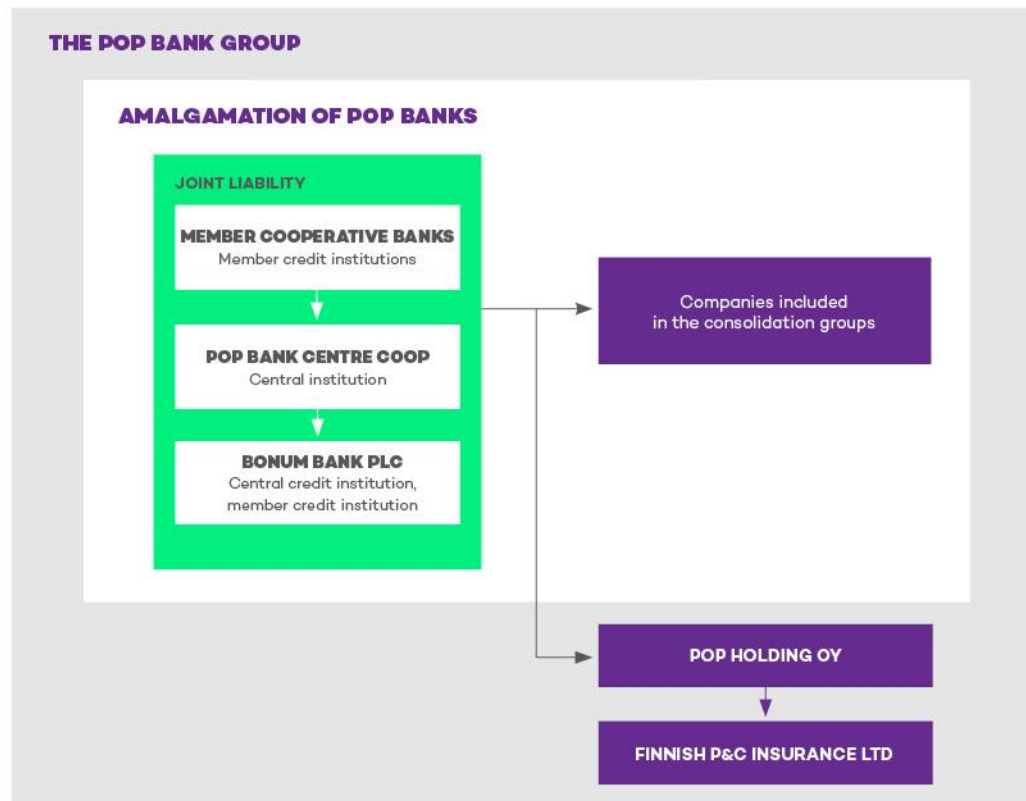 THE POP BANK GROUP
AMALGAMATION OF POP BANKS
JOINT LIABILITY
MEMBER COOPERATIVE BANKS
Member credit institutions
POP BANK CENTRE COOP
Central institution
BONUM BANK PLC
Central credit institution,
member credit institution
Companies included
in the consolidation groups
POP HOLDING OY
FINNISH P&C INSURANCE LTD